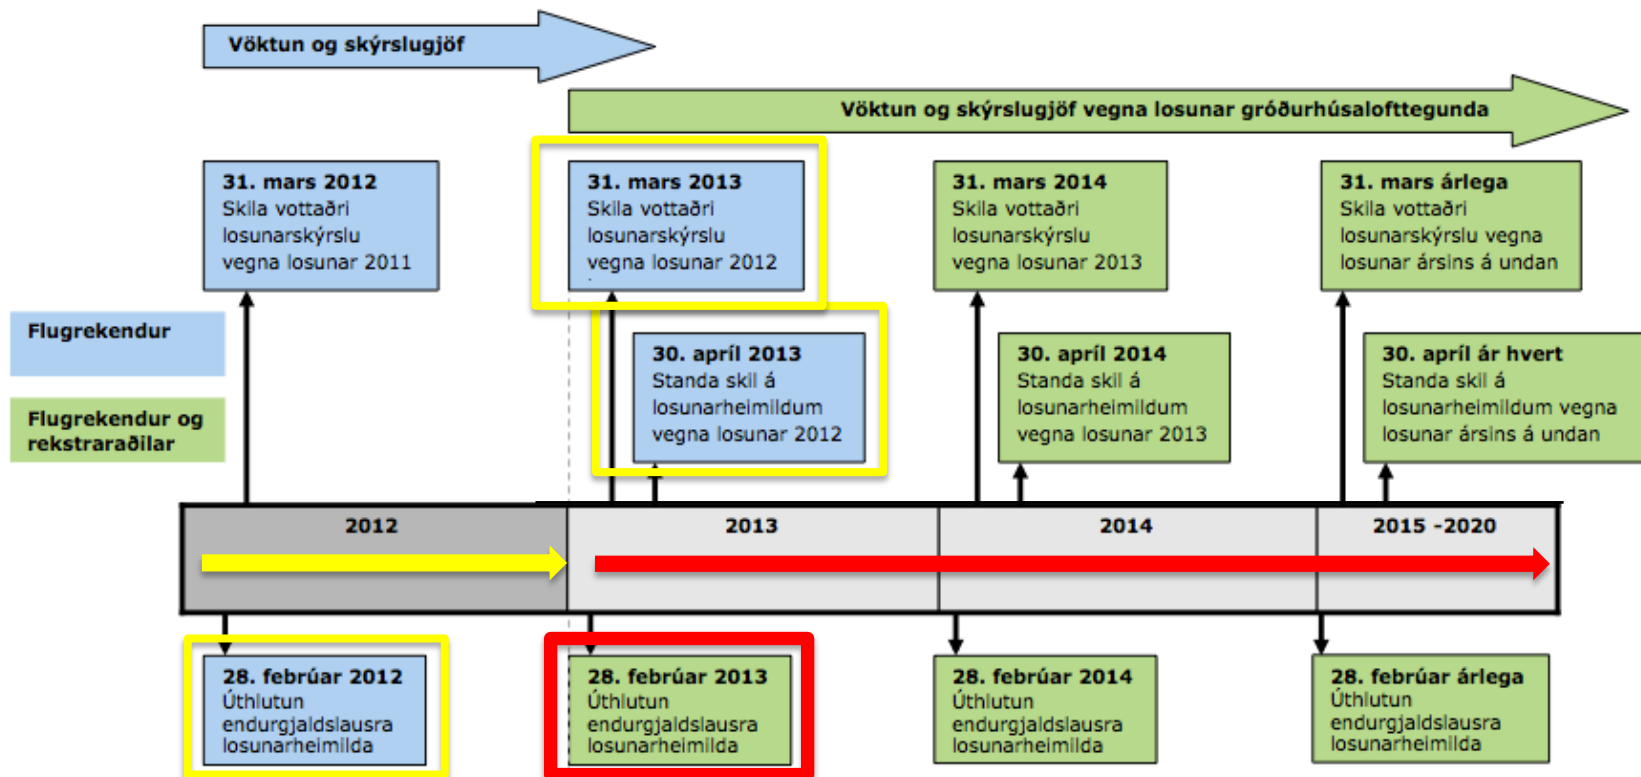 Vöktun og skýrslugjöf
Vöktun og skýrslugjöf vegna losunar gróðurhúsalofttegunda
31. mars 2012
Skila vottaðri
losunarskýrslu
vegna losunar 2011
31. mars 2013
Skila vottaðri
losunarskýrslu
vegna losunar 2012
.
31. mars 2014
Skila vottaðri
losunarskýrslu
vegna losunar 2013
31. mars árlega
Skila vottaðri
losunarskýrslu vegna
losunar ársins á undan
Flugrekendur
Flugrekendur og
rekstraraðilar
30. apríl 2013
Standa skil á
losunarheimildum
vegna losunar 2012
30. apríl 2014
Standa skil á
losunarheimildum
vegna losunar 2013
30. apríl ár hvert
Standa skil á
losunarheimildum vegna
losunar ársins á undan
2012
2013
2014
2015 -2020
28. febrúar 2012
Úthlutun
endurgjaldslausra
losunarheimilda
28. febrúar 2013
Úthlutun
endurgjaldslausra
losunarheimilda
28. febrúar 2014
Úthlutun
endurgjaldslausra
losunarheimilda
28. febrúar árlega
Úthlutun
endurgjaldslausra
losunarheimilda